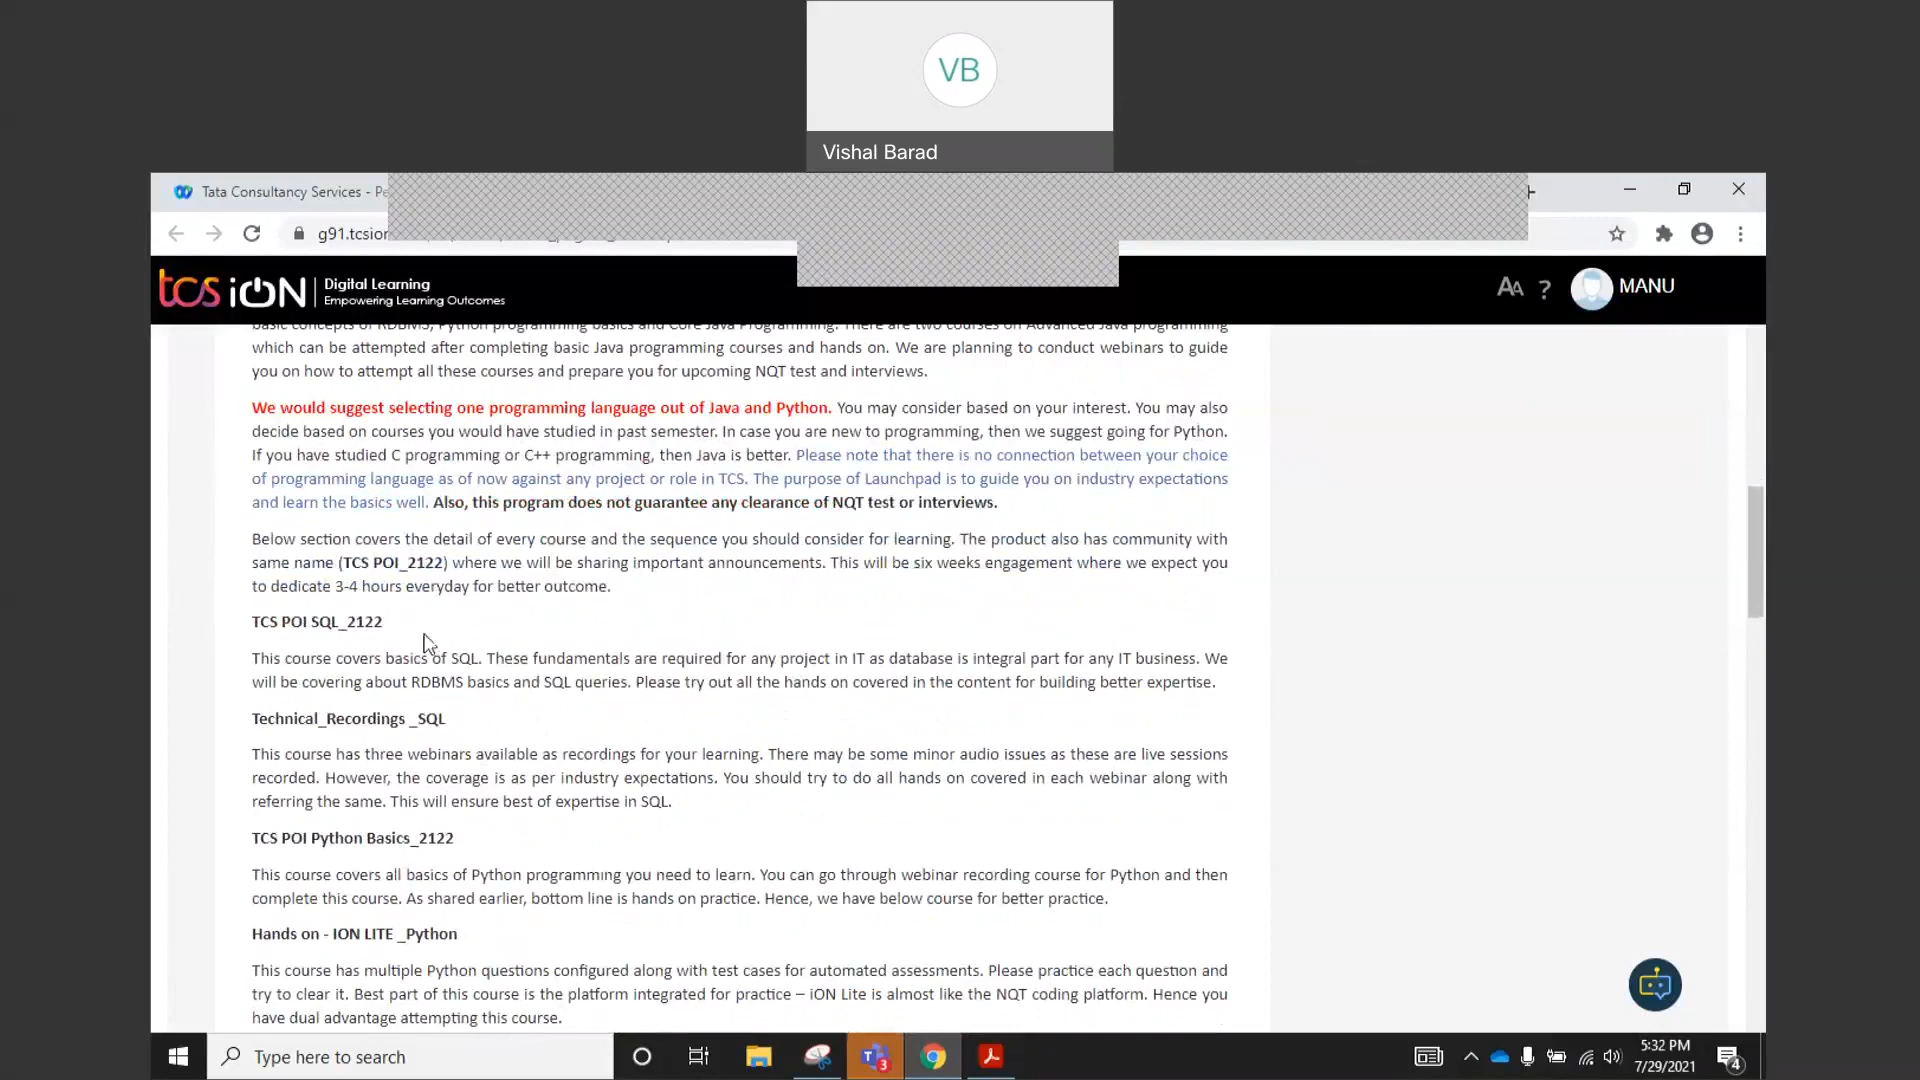 VB
Vishal Barad
Tata Consultancy Services - Pe
g91.tcsion
tcs iON | Digital Learning
Empowering Learning Outcomes
AA ? MANU
basic concepts of RDBMS, Python programming basics and Core Java Programming. There are two courses on Advanced Java programming
which can be attempted after completing basic Java programming courses and hands on. We are planning to conduct webinars to guide
you on how to attempt all these courses and prepare you for upcoming NQT test and interviews.
We would suggest selecting one programming language out of Java and Python. You may consider based on your interest. You may also
decide based on courses you would have studied in past semester. In case you are new to programming, then we suggest going for Python.
If you have studied C programming or C++ programming, then Java is better. Please note that there is no connection between your choice
of programming language as of now against any project or role in TCS. The purpose of Launchpad is to guide you on industry expectations
and learn the basics well. Also, this program does not guarantee any clearance of NQT test or interviews.
Below section covers the detail of every course and the sequence you should consider for learning. The product also has community with
same name (TCS POI_2122) where we will be sharing important announcements. This will be six weeks engagement where we expect you
to dedicate 3-4 hours everyday for better outcome.
TCS POI SQL_2122
This course covers basics of SQL. These fundamentals are required for any project in IT as database is integral part for any IT business. We
will be covering about RDBMS basics and SQL queries. Please try out all the hands on covered in the content for building better expertise.
Technical_Recordings _SQL
This course has three webinars available as recordings for your learning. There may be some minor audio issues as these are live sessions
recorded. However, the coverage is as per industry expectations. You should try to do all hands on covered in each webinar along with
referring the same. This will ensure best of expertise in SQL.
TCS POI Python Basics_2122
This course covers all basics of Python programming you need to learn. You can go through webinar recording course for Python and then
complete this course. As shared earlier, bottom line is hands on practice. Hence, we have below course for better practice.
Hands on - ION LITE _Python
This course has multiple Python questions configured along with test cases for automated assessments. Please practice each question and
try to clear it. Best part of this course is the platform integrated for practice – iON Lite is almost like the NQT coding platform. Hence you
have dual advantage attempting this course.
Type here to search
3
5:32 PM
7/29/2021
4